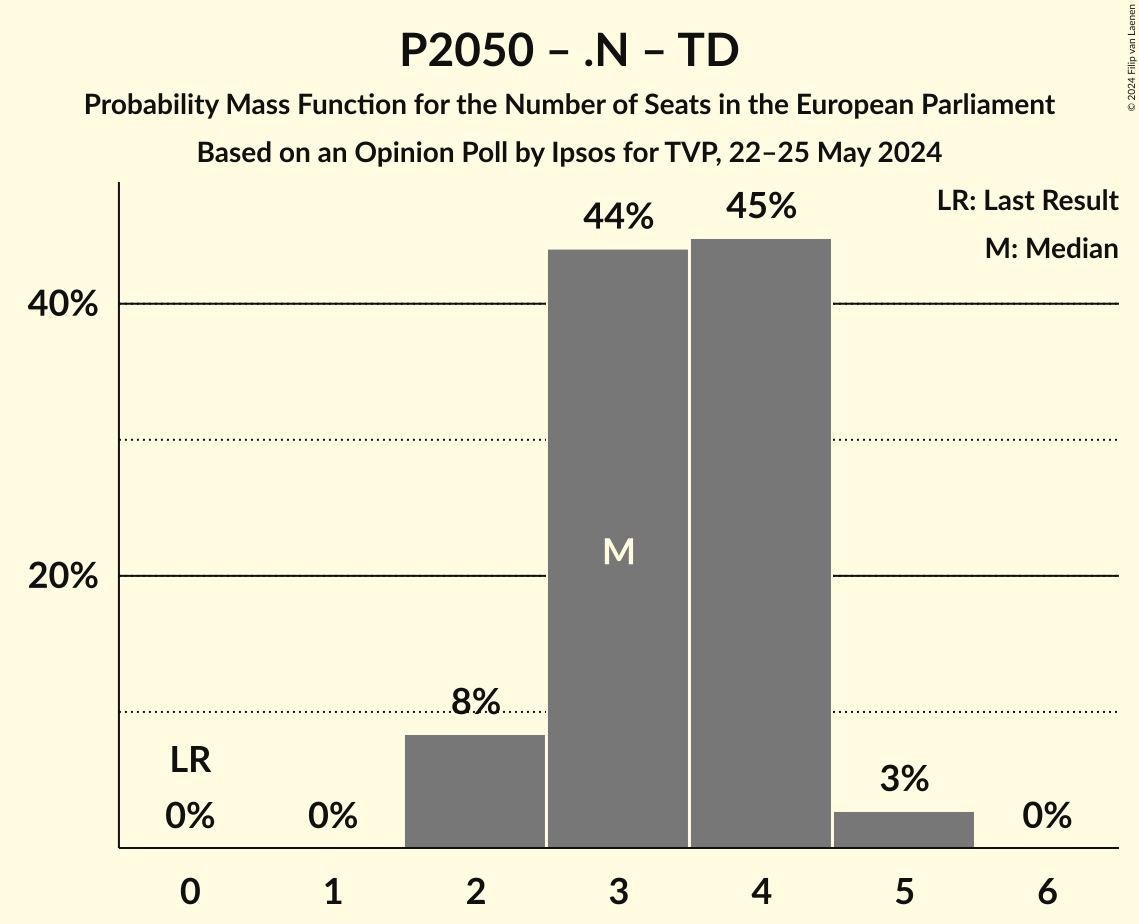 © 2024 Filip van Laenen
P2050 – .N – TD
Probability Mass Function for the Number of Seats in the European Parliament
Based on an Opinion Poll by Ipsos for TVP, 22–25 May 2024
LR: Last Result
M: Median
44%
45%
40%
M
20%
8%
LR
3%
0%
0%
0%
0 1 2 3 4 5 6